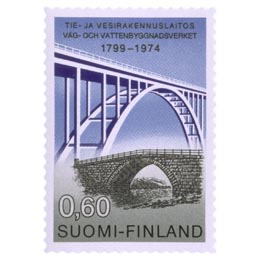 TIE- JA VESIRAKENNUSLAITOS
VÄG- OCH VATTENBYGGNADSVERKET
1799-1974
0,60
SUOMI-FINLAND